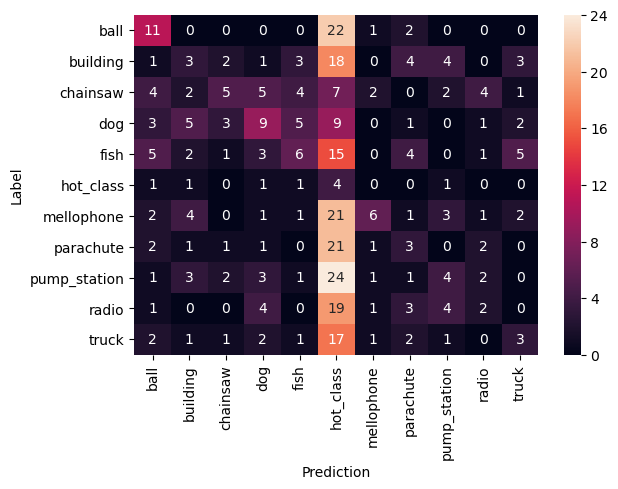 ball 11 0 0 0 0 22 1 2 0 0 0
building 1 3 2 1 3 18 0 4 4 0 3
chainsaw 4 2 5 5 4 7 2 0 2 4 1
dog 3 5 3 9 5 9 0 1 0 1 2
fish 5 2 1 3 6 15 0 4 0 1 5
hot_class 1 1 0 1 1 4 0 0 1 0 0
mellophone 2 4 0 1 1 21 6 1 3 1 2
parachute 2 1 1 1 0 21 1 3 0 2 0
pump_station 1 3 2 3 1 24 1 1 4 2 0
radio 1 0 0 4 0 19 1 3 4 2 0
truck 2 1 1 2 1 17 1 2 1 0 3
ball building chainsaw dog fish hot_class mellophone parachute pump_station radio truck
Prediction
Label
24
20
16
12
8
4
0